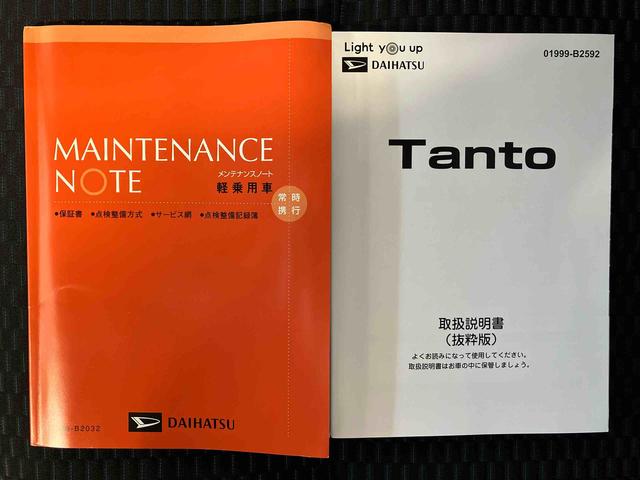 MAINTENANCE
NOTE
メンテナンスノート
軽乗用車
常時
携行
●保証書 ●点検整備方式 ●サービス網 ●点検整備記録簿
-B2032
DAIHATSU
Light you up
DAIHATSU
01999-B2592
Tanto
取扱説明書
（抜粋版）
よくお読みになって使用してください。
取扱説明書はお車の中に保管しましょう。